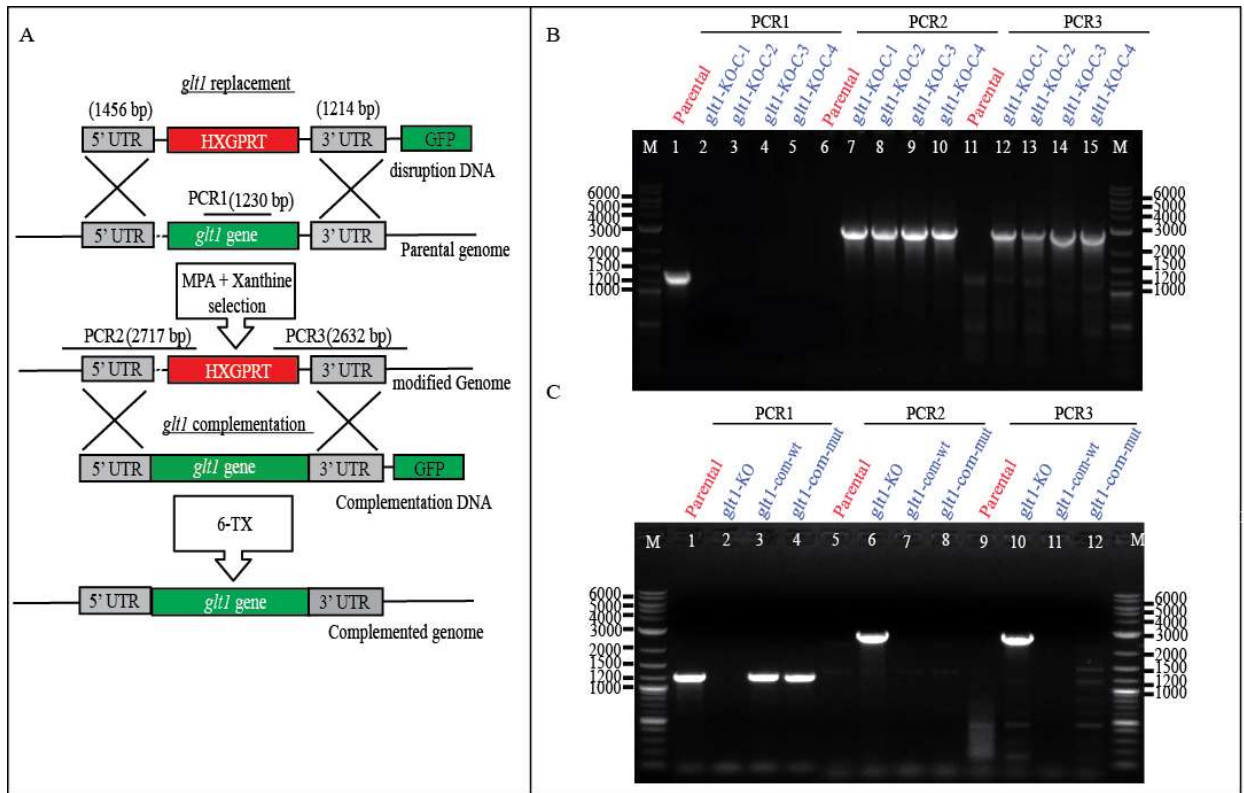 A
glt1 replacement
(1456 bp) (1214 bp)
5' UTR HXGPRT 3' UTR GFP
disruption DNA
PCR1 (1230 bp)
5' UTR glt1 gene 3' UTR
Parental genome
MPA + Xanthine
selection
PCR2 (2717 bp) PCR3 (2632 bp)
5' UTR HXGPRT 3' UTR
modified Genome
glt1 complementation
5' UTR glt1 gene 3' UTR GFP
Complementation DNA
6-TX
5' UTR glt1 gene 3' UTR
Complemented genome
B
PCR1 PCR2 PCR3
Parental glt1-KO-C-1 glt1-KO-C-2 glt1-KO-C-3 glt1-KO-C-4 Parental glt1-KO-C-1 glt1-KO-C-2 glt1-KO-C-3 glt1-KO-C-4 Parental glt1-KO-C-1 glt1-KO-C-2 glt1-KO-C-3 glt1-KO-C-4
M 1 2 3 4 5 6 7 8 9 10 11 12 13 14 15 M
6000 6000
5000 5000
4000 4000
3000 3000
2000 2000
1500 1500
1200 1200
1000 1000
C
PCR1 PCR2 PCR3
Parental glt1-KO glt1-com-wt glt1-com-mut Parental glt1-KO glt1-com-wt glt1-com-mut Parental glt1-KO glt1-com-wt glt1-com-mut
M 1 2 3 4 5 6 7 8 9 10 11 12 M
6000 6000
5000 5000
4000 4000
3000 3000
2000 2000
1500 1500
1200 1200
1000 1000